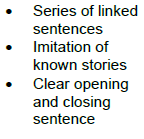 • Series of linked
sentences
• Imitation of
known stories
• Clear opening
and closing
sentence